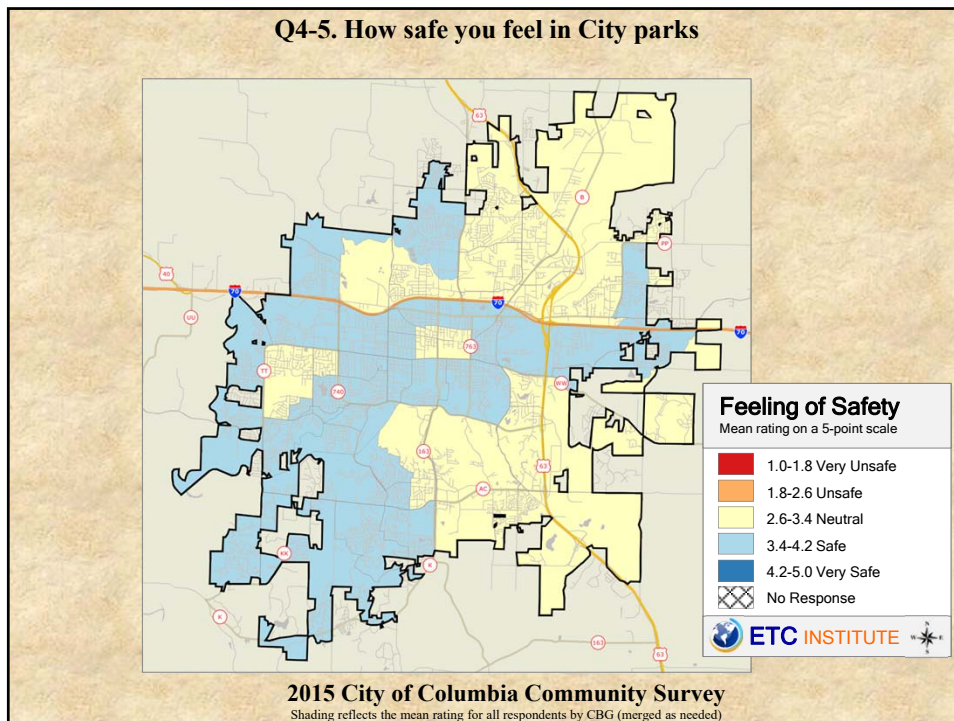 Q4-5. How safe you feel in City parks
63
B
PP
40
70
UU
70
70
763
TT
740
WW
163
63
AC
KK
K
K
163
63
Feeling of Safety
Mean rating on a 5-point scale
1.0-1.8 Very Unsafe
1.8-2.6 Unsafe
2.6-3.4 Neutral
3.4-4.2 Safe
4.2-5.0 Very Safe
No Response
ETC INSTITUTE
N
W E
S
2015 City of Columbia Community Survey
Shading reflects the mean rating for all respondents by CBG (merged as needed)